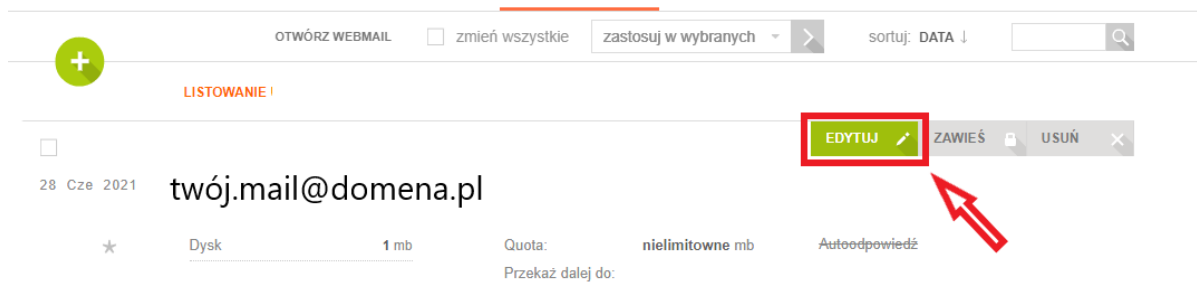 OTWÓRZ WEBMAIL zmień wszystkie zastosuj w wybranych sortuj: DATA ↓
LISTOWANIE
EDYTUJ ZAWIEŚ USUŃ
28 Cze 2021 twój.mail@domena.pl
Dysk 1 mb Quota: nielimitowne mb Autoodpowiedź
Przekaż dalej do: